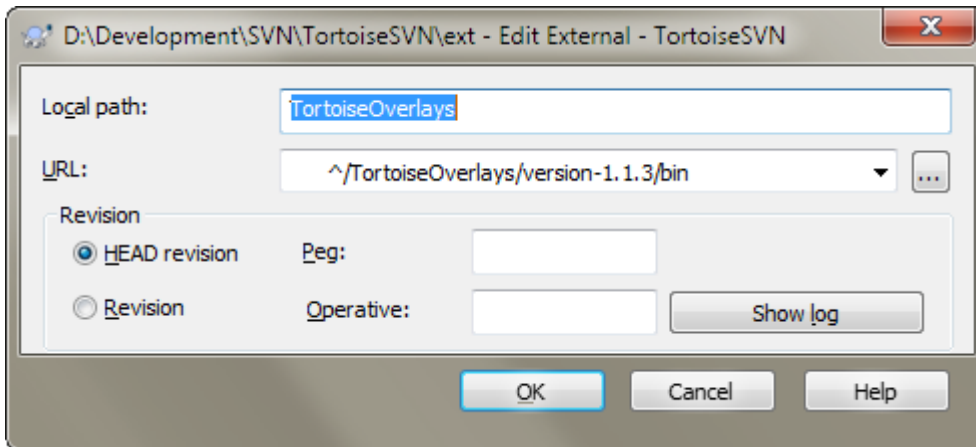 D:\Development\SVN\TortoiseSVN\ext - Edit External - TortoiseSVN
Local path: TortoiseOverlays
URL: ^/TortoiseOverlays/version-1.1.3/bin ...
Revision
HEAD revision Peg:
Revision Operative: Show log
OK Cancel Help